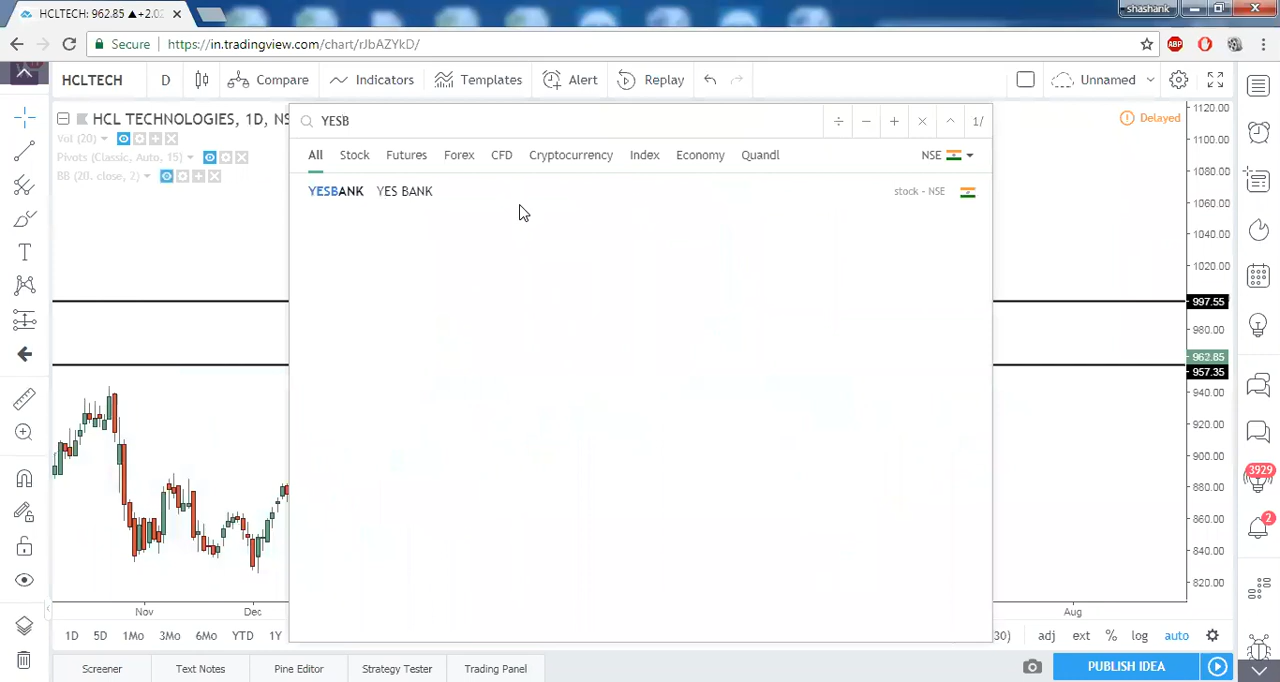 HCLTECH: 962.85 ▲+2.0
shashank
Secure https://in.tradingview.com/chart/rJbAZYkD/
ABP
HCLTECH D Compare Indicators Templates Alert Replay Unnamed
HCL TECHNOLOGIES, 1D, NS
Vol (20)
Pivots (Classic, Auto, 15)
BB (20, close, 2)
YESB ÷ − + × ^ 1/
All Stock Futures Forex CFD Cryptocurrency Index Economy Quandl NSE
YESBANK YES BANK stock - NSE
Delayed
1120.00
1100.00
1080.00
1060.00
1040.00
1020.00
997.55
980.00
962.85
957.35
940.00
920.00
900.00
880.00
860.00
840.00
820.00
3929
2
Nov Dec Aug
1D 5D 1Mo 3Mo 6Mo YTD 1Y 30) adj ext % log auto
Screener Text Notes Pine Editor Strategy Tester Trading Panel PUBLISH IDEA